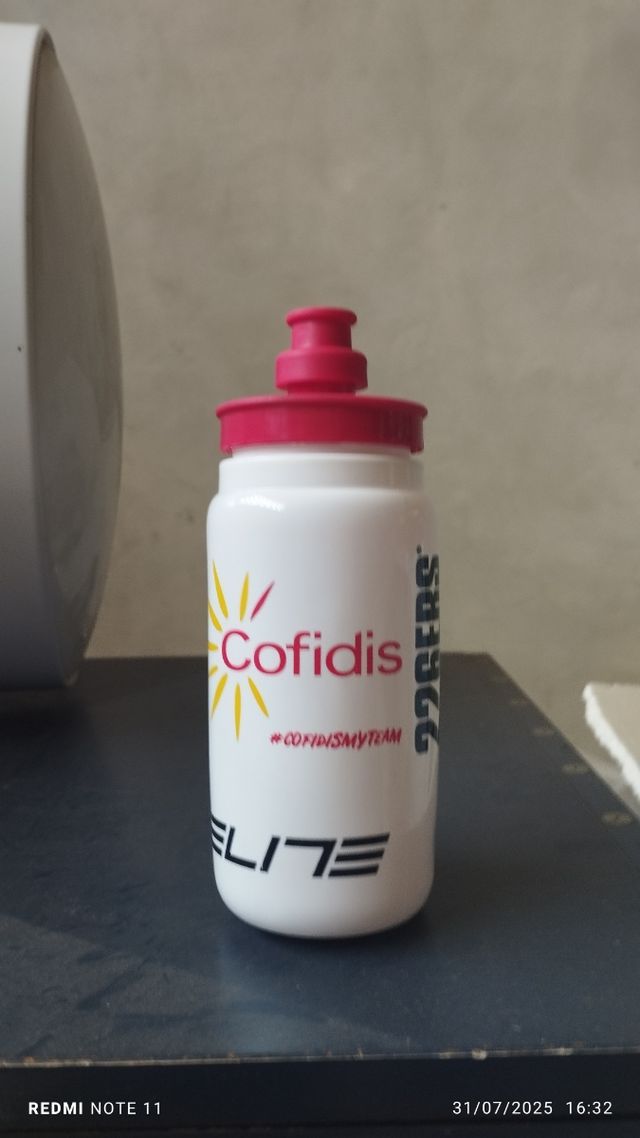 Cofidis
#COFIDISMYTEAM
226ERS
ELITE
REDMI NOTE 11
31/07/2025 16:32